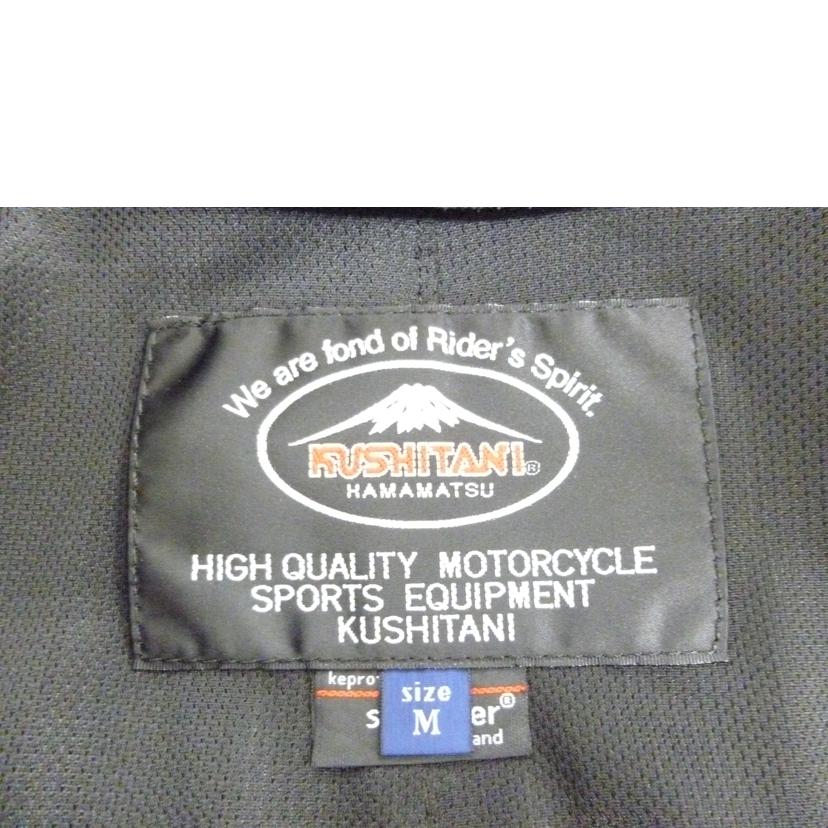 We are fond of Rider's Spirit.
KUSHITANI®
HAMAMATSU
HIGH QUALITY MOTORCYCLE
SPORTS EQUIPMENT
KUSHITANI
size
M